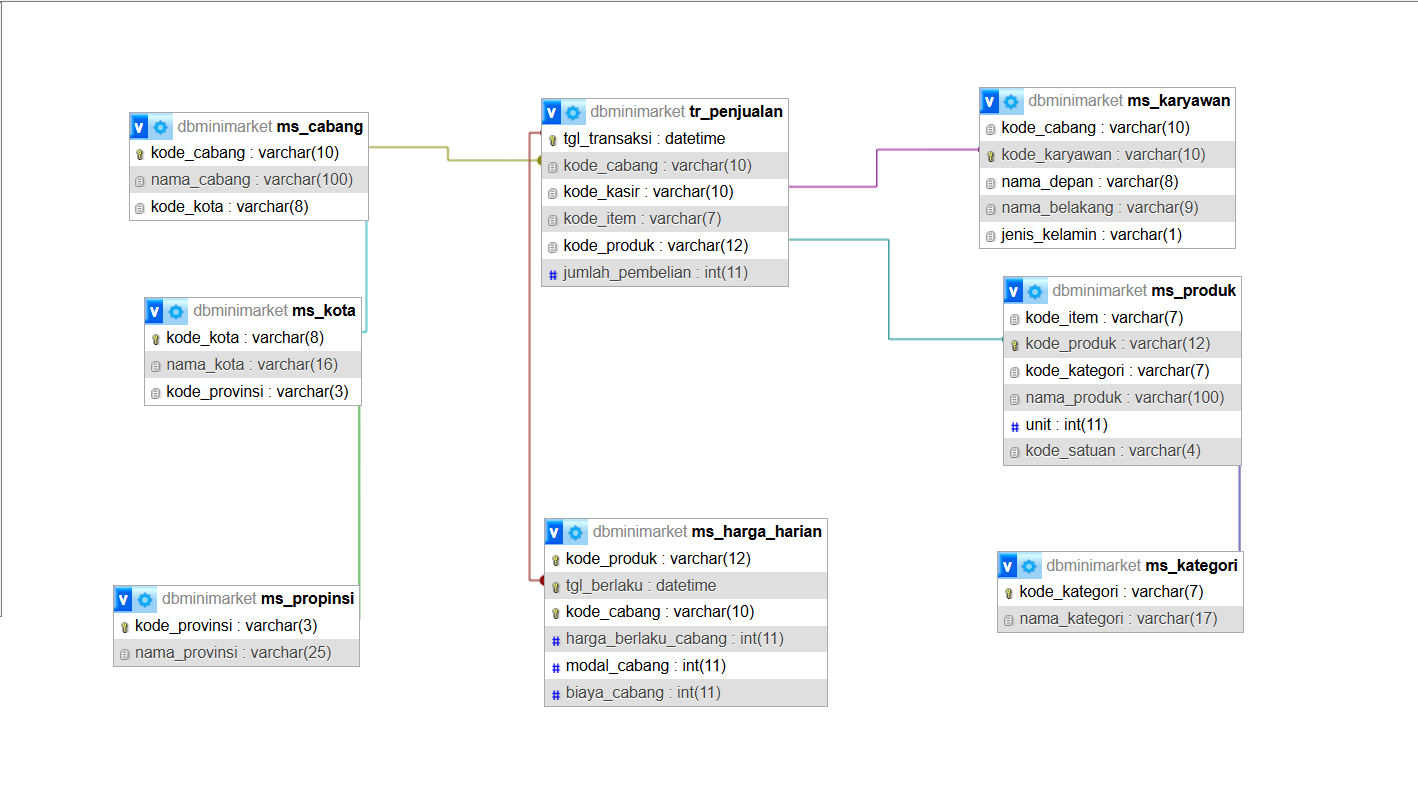 dbminimarket ms_cabang
kode_cabang : varchar(10)
nama_cabang : varchar(100)
kode_kota : varchar(8)
dbminimarket ms_kota
kode_kota : varchar(8)
nama_kota : varchar(16)
kode_provinsi : varchar(3)
dbminimarket ms_propinsi
kode_provinsi : varchar(3)
nama_provinsi : varchar(25)
dbminimarket tr_penjualan
tgl_transaksi : datetime
kode_cabang : varchar(10)
kode_kasir : varchar(10)
kode_item : varchar(7)
kode_produk : varchar(12)
# jumlah_pembelian : int(11)
dbminimarket ms_harga_harian
kode_produk : varchar(12)
tgl_berlaku : datetime
kode_cabang : varchar(10)
# harga_berlaku_cabang : int(11)
# modal_cabang : int(11)
# biaya_cabang : int(11)
dbminimarket ms_karyawan
kode_cabang : varchar(10)
kode_karyawan : varchar(10)
nama_depan : varchar(8)
nama_belakang : varchar(9)
jenis_kelamin : varchar(1)
dbminimarket ms_produk
kode_item : varchar(7)
kode_produk : varchar(12)
kode_kategori : varchar(7)
nama_produk : varchar(100)
# unit : int(11)
kode_satuan : varchar(4)
dbminimarket ms_kategori
kode_kategori : varchar(7)
nama_kategori : varchar(17)